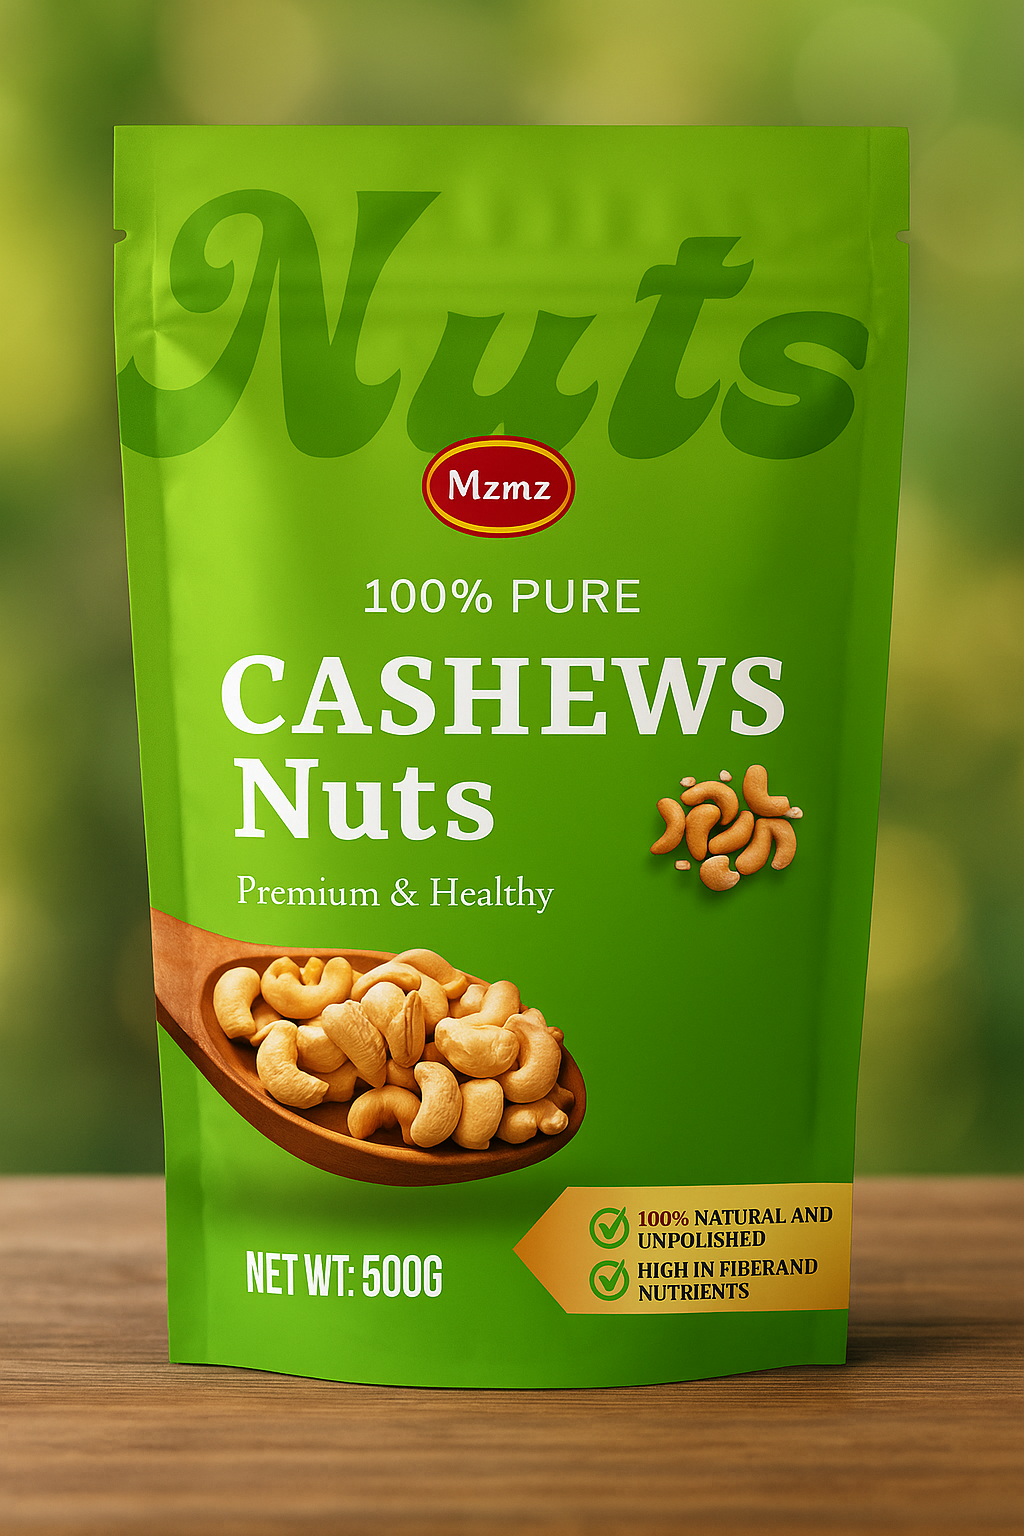 Nuts
Mzmz
100% PURE
CASHEWS
Nuts
Premium & Healthy
NET WT: 500G
100% NATURAL AND
UNPOLISHED
HIGH IN FIBERAND
NUTRIENTS